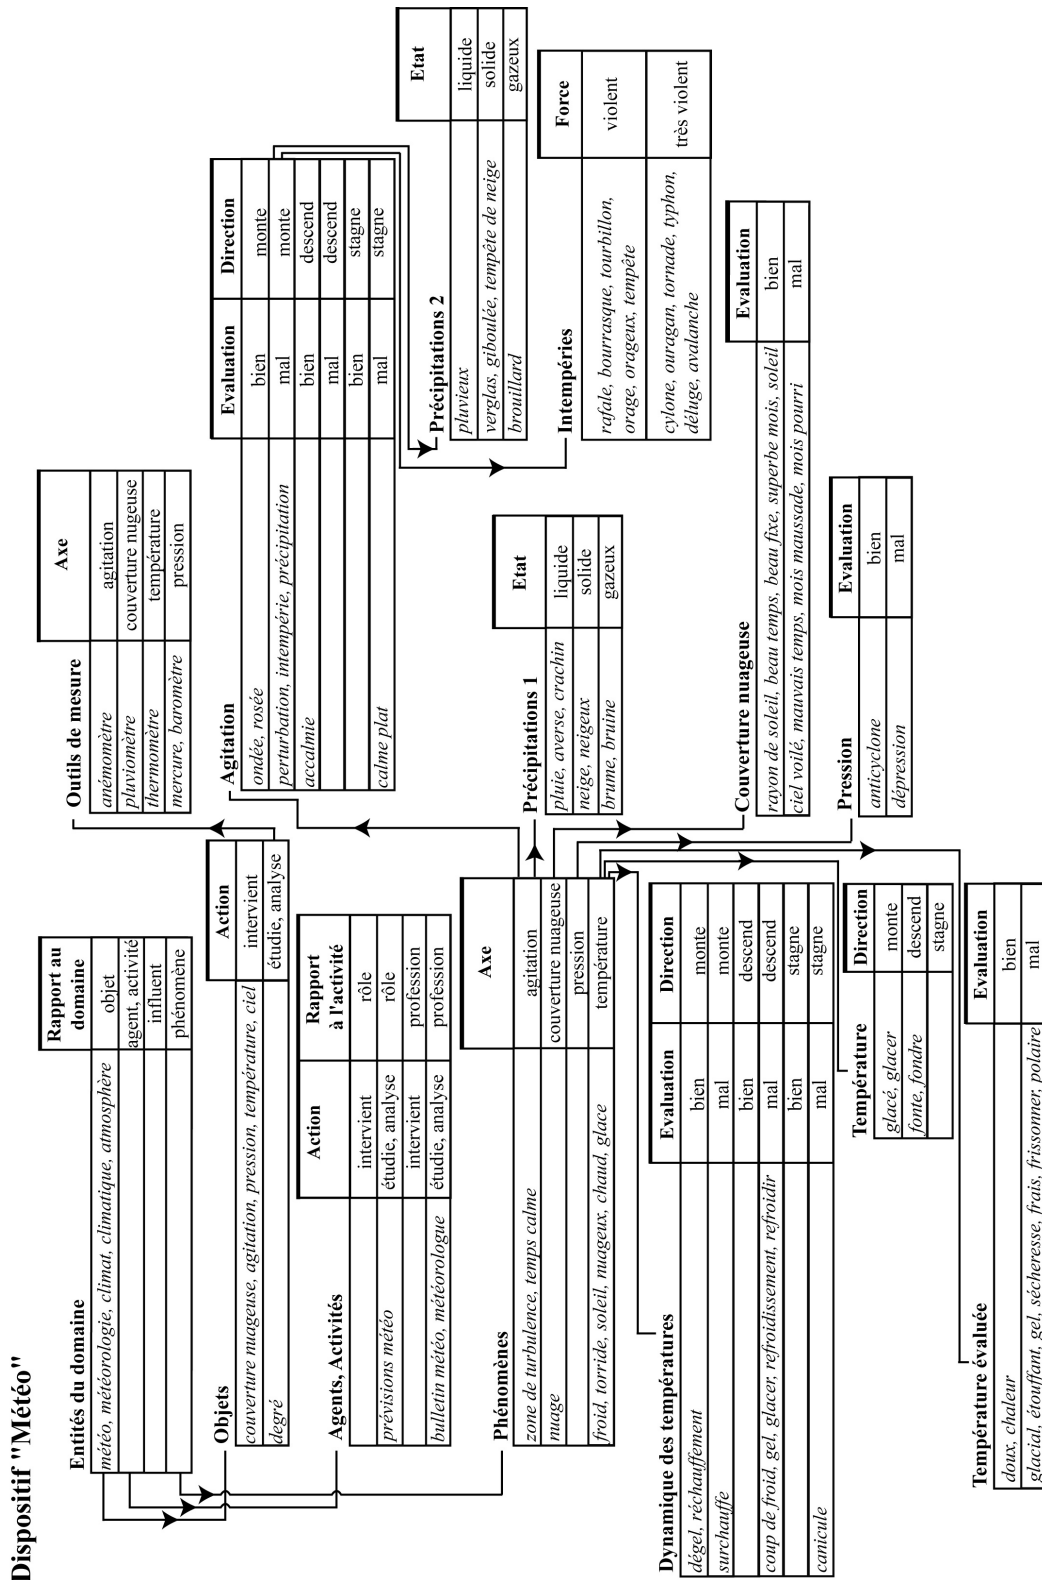 Dispositif "Météo"
Entités du domaine
Rapport au
domaine
météo, météorologie, climat, climatique, atmosphère objet
agent, activité
influent
phénomène
Objets
Action
couverture nuageuse, agitation, pression, température, ciel intervient
degré étudie, analyse
Outils de mesure
Axe
anémomètre agitation
pluviomètre couverture nugeuse
thermomètre température
mercure, baromètre pression
Agents, Activités
Action Rapport
à l'activité
intervient rôle
prévisions météo étudie, analyse rôle
intervient profession
bulletin météo, météorologue étudie, analyse profession
Phénomènes
Axe
zone de turbulence, temps calme agitation
nuage couverture nuageuse
pression
froid, torride, soleil, nuageux, chaud, glace température
Agitation
Evaluation Direction
ondée, rosée bien monte
perturbation, intempérie, précipitation mal monte
accalmie bien descend
mal descend
bien stagne
calme plat mal stagne
Précipitations 2
Etat
pluvieux liquide
verglas, giboulée, tempête de neige solide
brouillard gazeux
Intempéries
Force
rafale, bourrasque, tourbillon,
orage, orageux, tempête violent
cylone, ouragan, tornade, typhon,
déluge, avalanche très violent
Précipitations 1
Etat
pluie, averse, crachin liquide
neige, neigeux solide
brume, bruine gazeux
Couverture nuageuse
Evaluation
rayon de soleil, beau temps, beau fixe, superbe mois, soleil bien
ciel voilé, mauvais temps, mois maussade, mois pourri mal
Pression
Evaluation
anticyclone bien
dépression mal
Dynamique des températures
Evaluation Direction
dégel, réchauffement bien monte
surchauffe mal monte
bien descend
coup de froid, gel, glacer, refroidissement, refroidir mal descend
bien stagne
canicule mal stagne
Température
Direction
glacé, glacer monte
fonte, fondre descend
stagne
Température évaluée
Evaluation
doux, chaleur bien
glacial, étouffant, gel, sécheresse, frais, frissonner, polaire mal